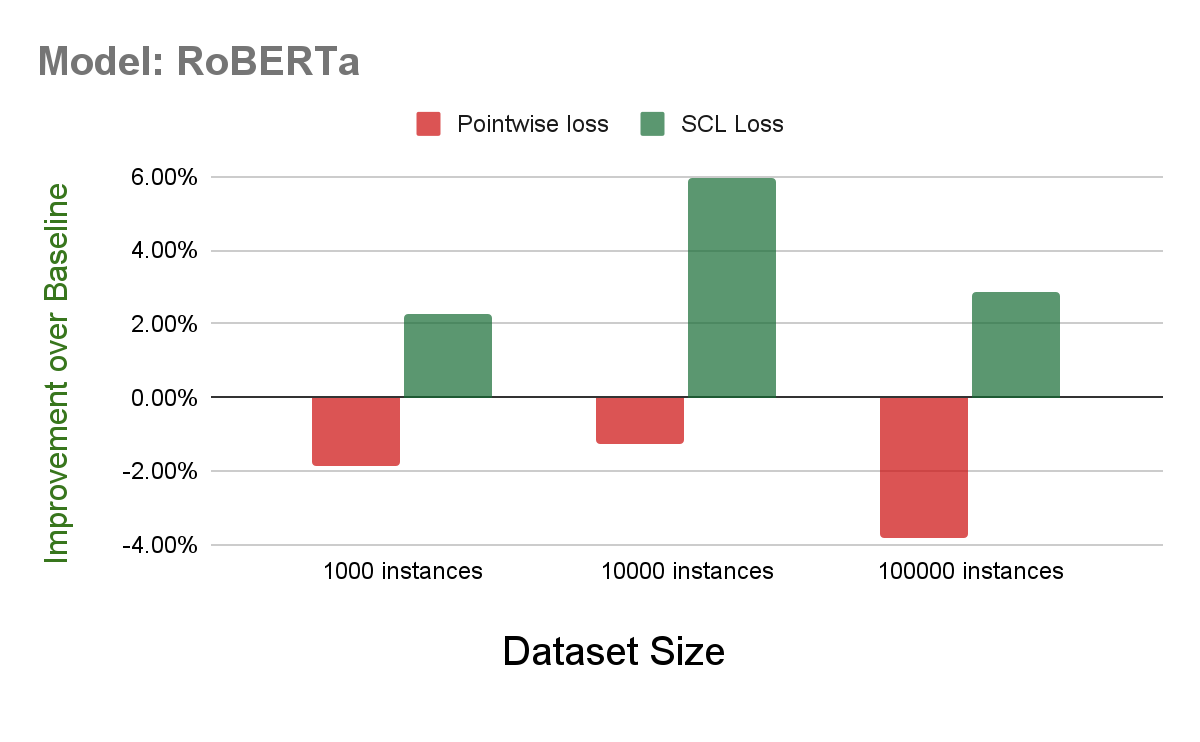 Model: RoBERTa
Pointwise loss SCL Loss
Improvement over Baseline
6.00%
4.00%
2.00%
0.00%
-2.00%
-4.00%
1000 instances 10000 instances 100000 instances
Dataset Size